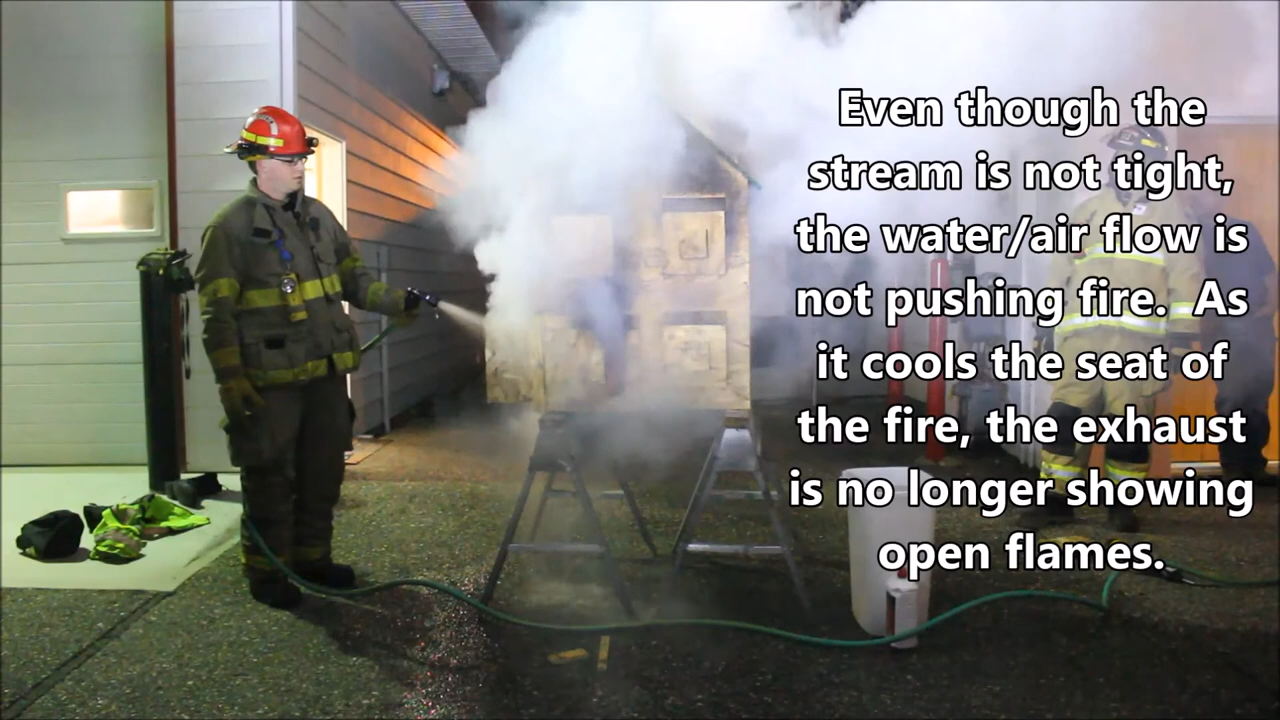 Even though the
stream is not tight,
the water/air flow is
not pushing fire.  As
it cools the seat of
the fire, the exhaust
is no longer showing
open flames.